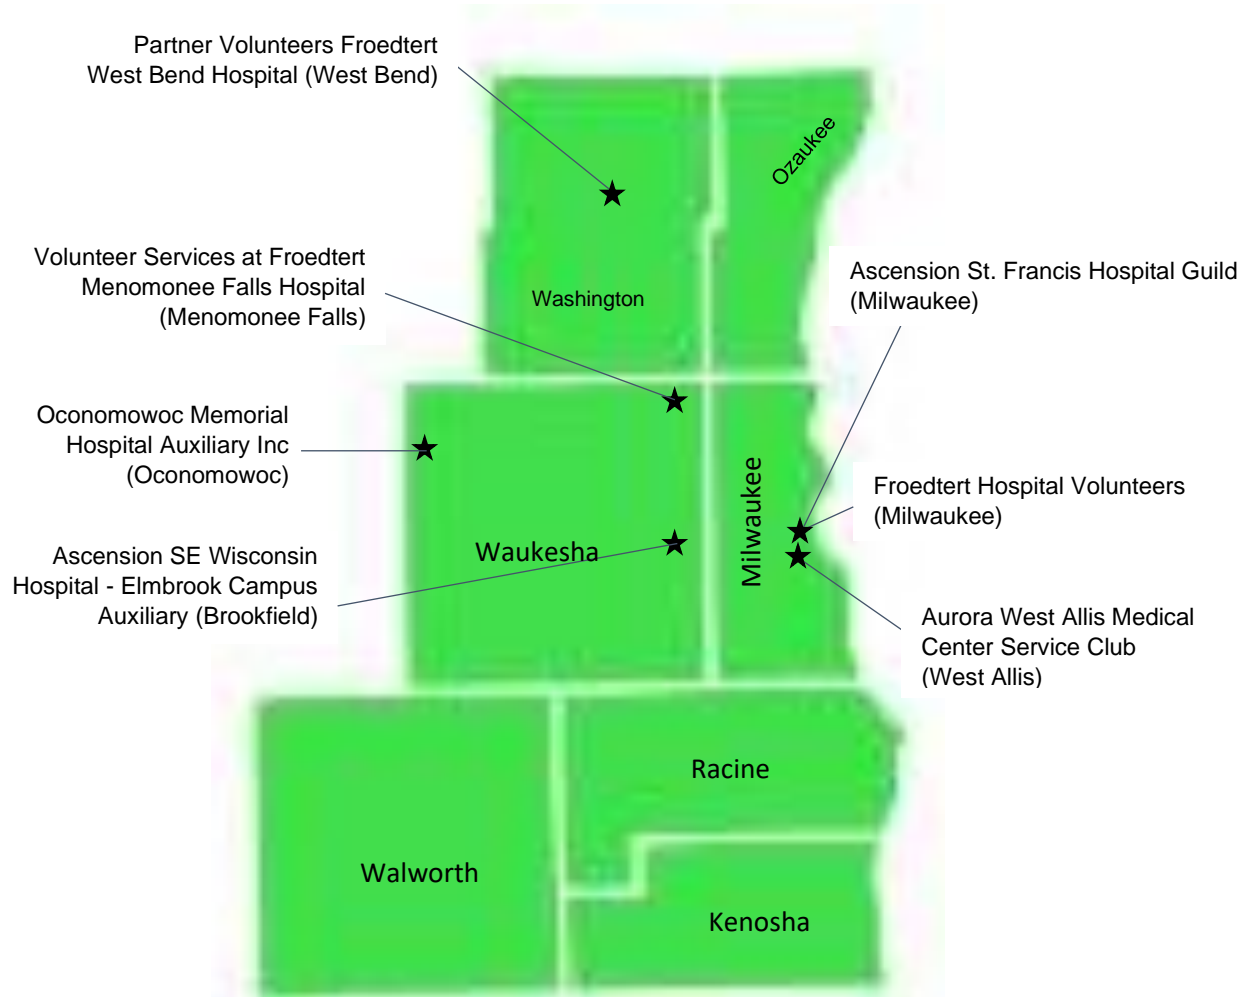 Partner Volunteers Froedtert
West Bend Hospital (West Bend)
Ozaukee
Volunteer Services at Froedtert
Menomonee Falls Hospital
(Menomonee Falls)
Washington
Ascension St. Francis Hospital Guild
(Milwaukee)
Oconomowoc Memorial
Hospital Auxiliary Inc
(Oconomowoc)
Milwaukee
Froedtert Hospital Volunteers
(Milwaukee)
Waukesha
Ascension SE Wisconsin
Hospital - Elmbrook Campus
Auxiliary (Brookfield)
Aurora West Allis Medical
Center Service Club
(West Allis)
Racine
Walworth
Kenosha